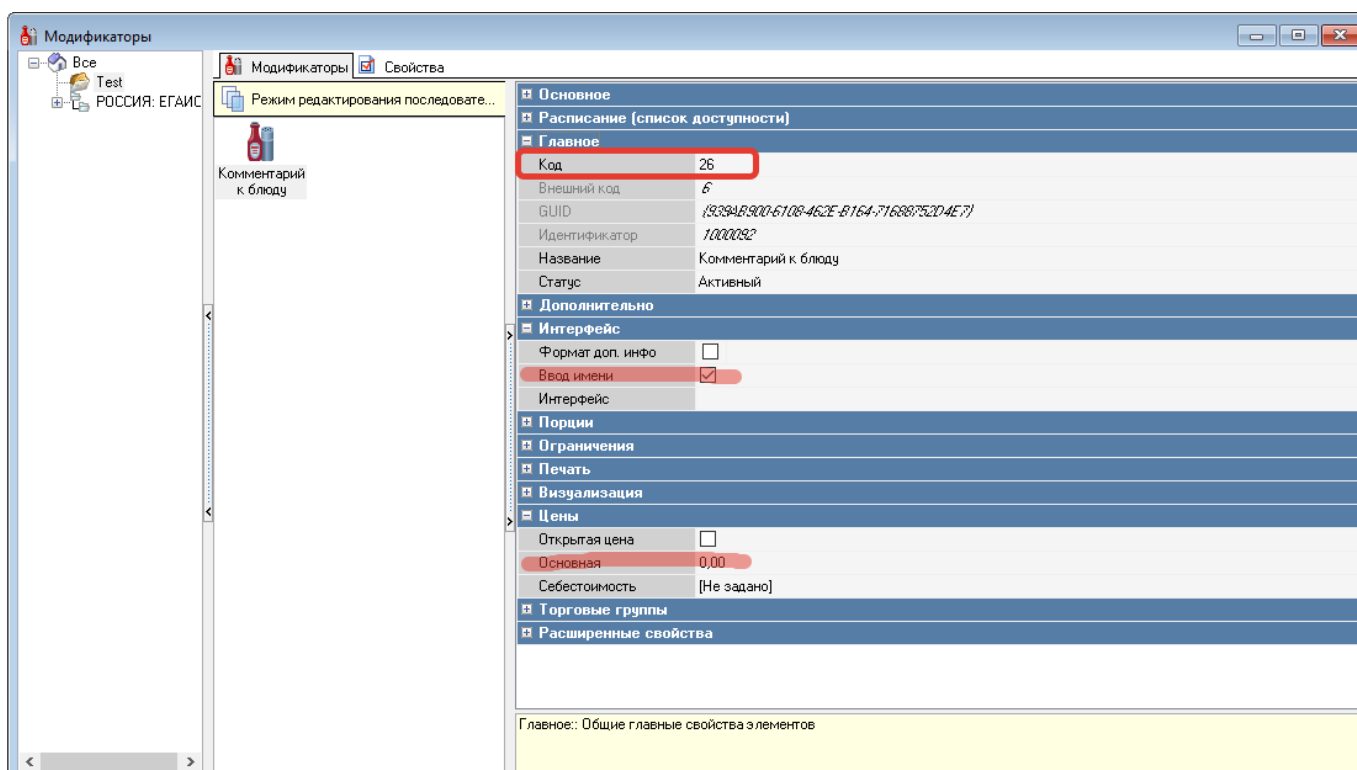 Модификаторы
Все
Test
РОССИЯ: ЕГАИС
Модификаторы Свойства
Режим редактирования последовате...
Комментарий
к блюду
Основное
Расписание (список доступности)
Главное
Код 26
Внешний код 6
GUID {939AB900-6108-462E-B164-71688752D4E7}
Идентификатор 1000092
Название Комментарий к блюду
Статус Активный
Дополнительно
Интерфейс
Формат доп. инфо
Ввод имени
Интерфейс
Порции
Ограничения
Печать
Визуализация
Цены
Открытая цена
Основная 0,00
Себестоимость [Не задано]
Торговые группы
Расширенные свойства
Главное:: Общие главные свойства элементов